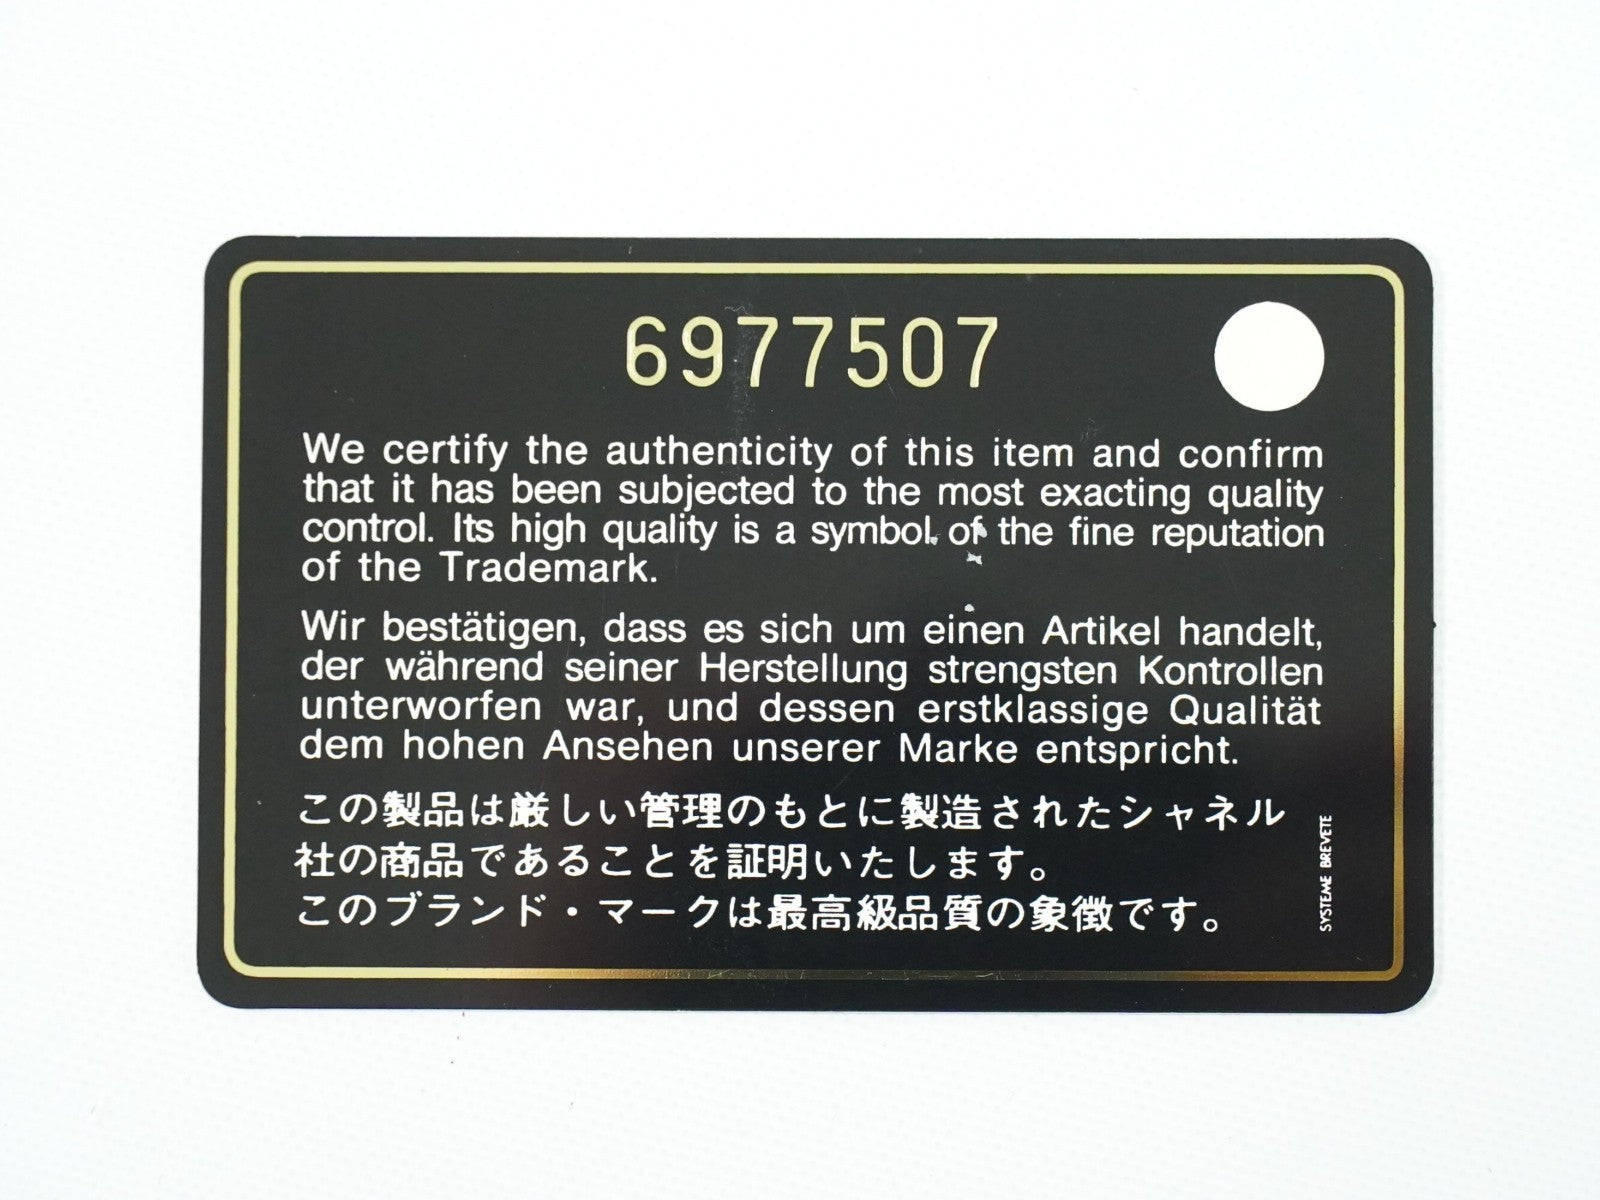 6977507
We certify the authenticity of this item and confirm
that it has been subjected to the most exacting quality
control. Its high quality is a symbol of the fine reputation
of the Trademark.
Wir bestätigen, dass es sich um einen Artikel handelt,
der während seiner Herstellung strengsten Kontrollen
unterworfen war, und dessen erstklassige Qualität
dem hohen Ansehen unserer Marke entspricht.
この製品は厳しい管理のもとに製造されたシャネル
社の商品であることを証明いたします。
このブランド・マークは最高級品質の象徴です。
SYSTEME BREVETE